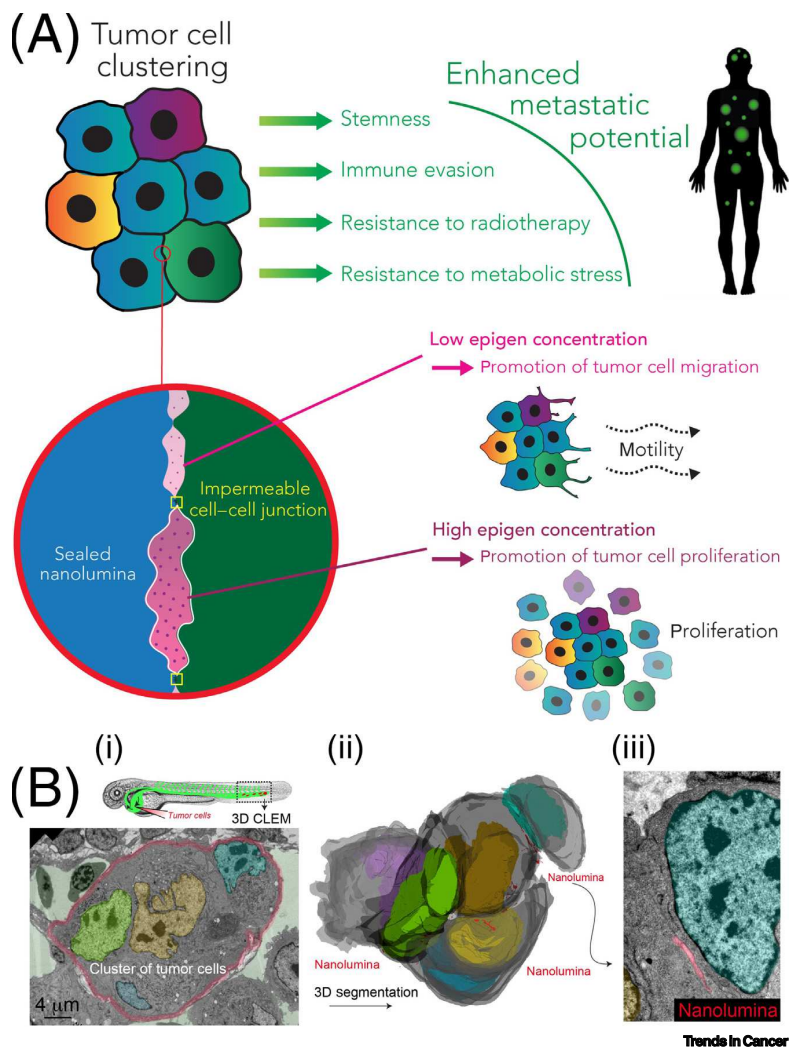 (A)
Tumor cell
clustering
Enhanced
metastatic
potential
Stemness
Immune evasion
Resistance to radiotherapy
Resistance to metabolic stress
Low epigen concentration
Promotion of tumor cell migration
Motility
Impermeable
cell–cell junction
Sealed
nanolumina
High epigen concentration
Promotion of tumor cell proliferation
Proliferation
(B)
(i)
Tumor cells
3D CLEM
Cluster of tumor cells
4 μm
(ii)
Nanolumina
Nanolumina
Nanolumina
3D segmentation
(iii)
Nanolumina
Trends in Cancer